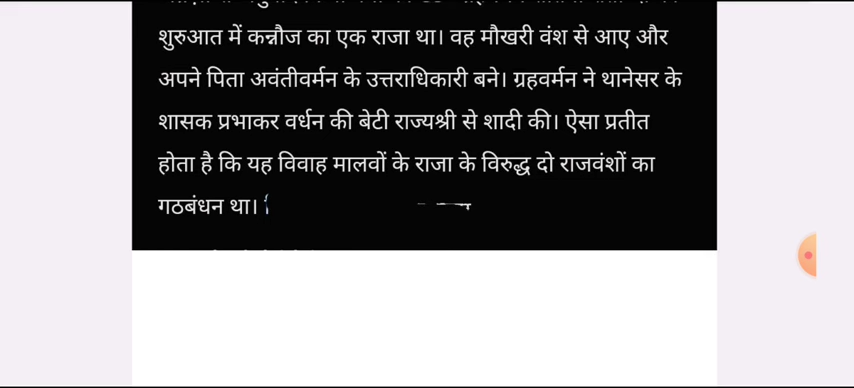 शुरुआत में कन्नौज का एक राजा था। वह मौखरी वंश से आए और
अपने पिता अवंतीवर्मन के उत्तराधिकारी बने। ग्रहवर्मन ने थानेसर के
शासक प्रभाकर वर्धन की बेटी राज्यश्री से शादी की। ऐसा प्रतीत
होता है कि यह विवाह मालवों के राजा के विरुद्ध दो राजवंशों का
गठबंधन था।